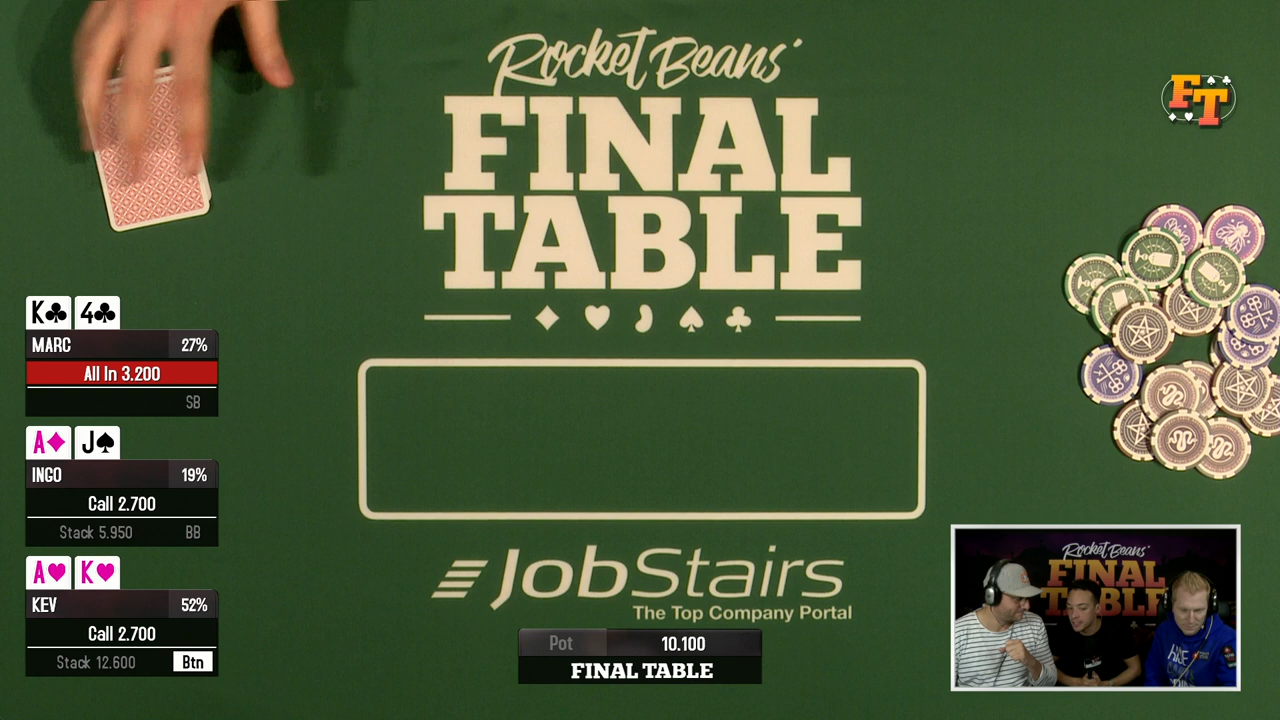 Rocket Beans'
FINAL
TABLE
FT
K♣ 4♣
MARC 27%
All In 3.200
SB
A♦ J♠
INGO 19%
Call 2.700
Stack 5.950 BB
A♥ K♥
KEV 52%
Call 2.700
Stack 12.600 Btn
JobStairs
The Top Company Portal
Pot 10.100
FINAL TABLE
Rocket Beans'
FINAL
TABLE